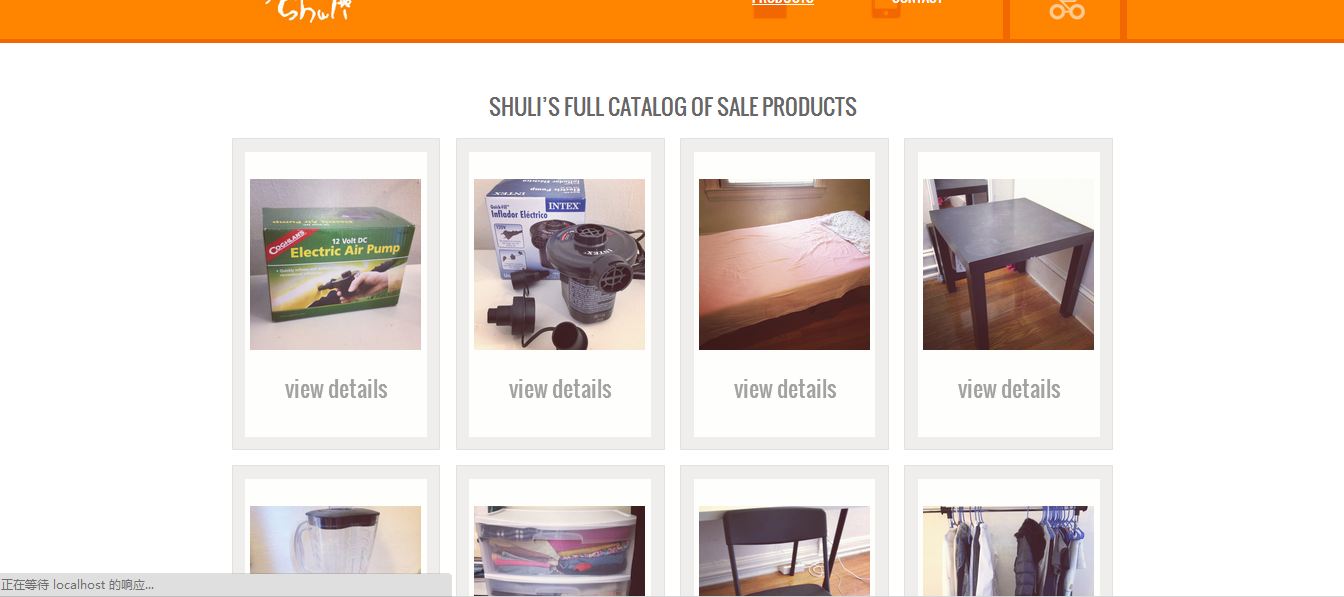 Shuli
PRODUCTS
CONTACT
SHULI'S FULL CATALOG OF SALE PRODUCTS
COGHLAN'S
12 Volt DC
Electric Air Pump
INTEX
Quick-Fill
Inflador Eléctrico
INTEX
view details
view details
view details
view details
正在等待 localhost 的响应...